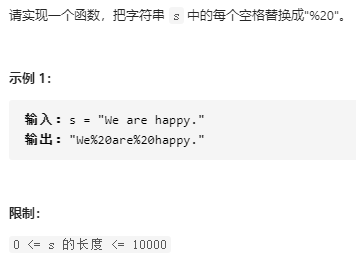 请实现一个函数，把字符串 s 中的每个空格替换成"%20"。
示例 1：
输入：s = "We are happy."
输出："We%20are%20happy."
限制：
0 <= s 的长度 <= 10000